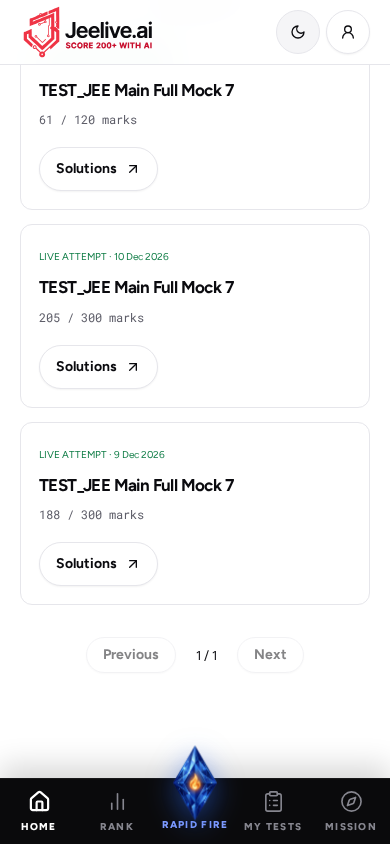 Jeelive.ai
SCORE 200+ WITH AI
TEST_JEE Main Full Mock 7
61 / 120 marks
Solutions
LIVE ATTEMPT · 10 Dec 2026
TEST_JEE Main Full Mock 7
205 / 300 marks
Solutions
LIVE ATTEMPT · 9 Dec 2026
TEST_JEE Main Full Mock 7
188 / 300 marks
Solutions
Previous 1 / 1 Next
HOME RANK RAPID FIRE MY TESTS MISSION